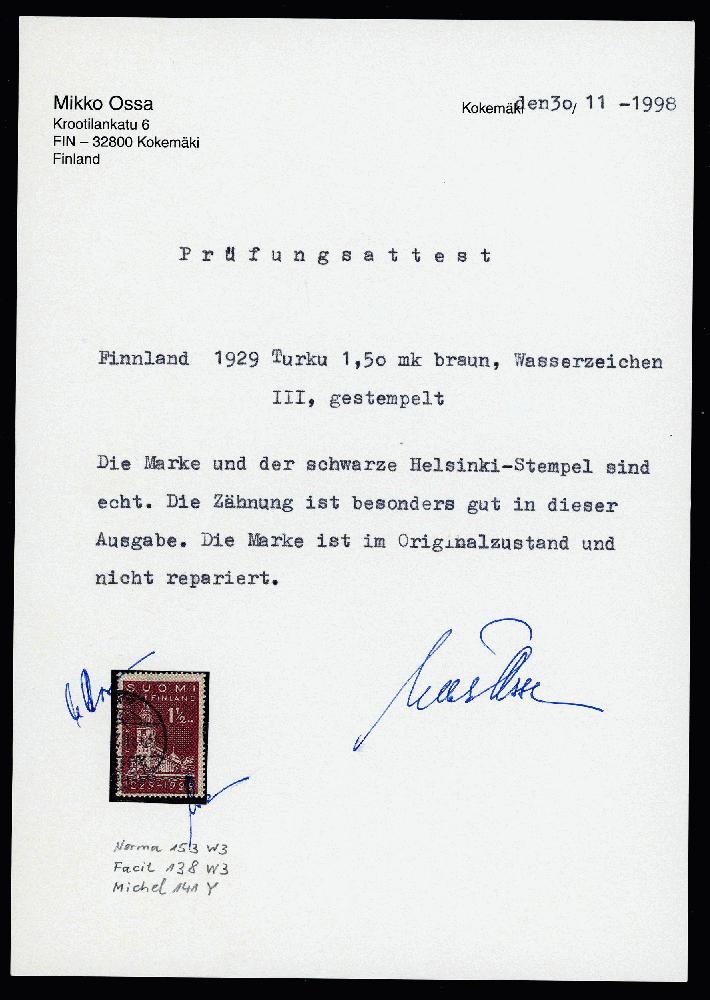 Mikko Ossa
Krootilankatu 6
FIN – 32800 Kokemäki
Finland
Kokemäki den 30/ 11 -1998
Prüfungsattest
Finnland 1929 Turku 1,50 mk braun, Wasserzeichen
III, gestempelt
Die Marke und der schwarze Helsinki-Stempel sind
echt. Die Zähnung ist besonders gut in dieser
Ausgabe. Die Marke ist im Originalzustand und
nicht repariert.
SUOMI
FINLAND
1½
Norma 153 W3
Facit 138 W3
Michel 141 Y